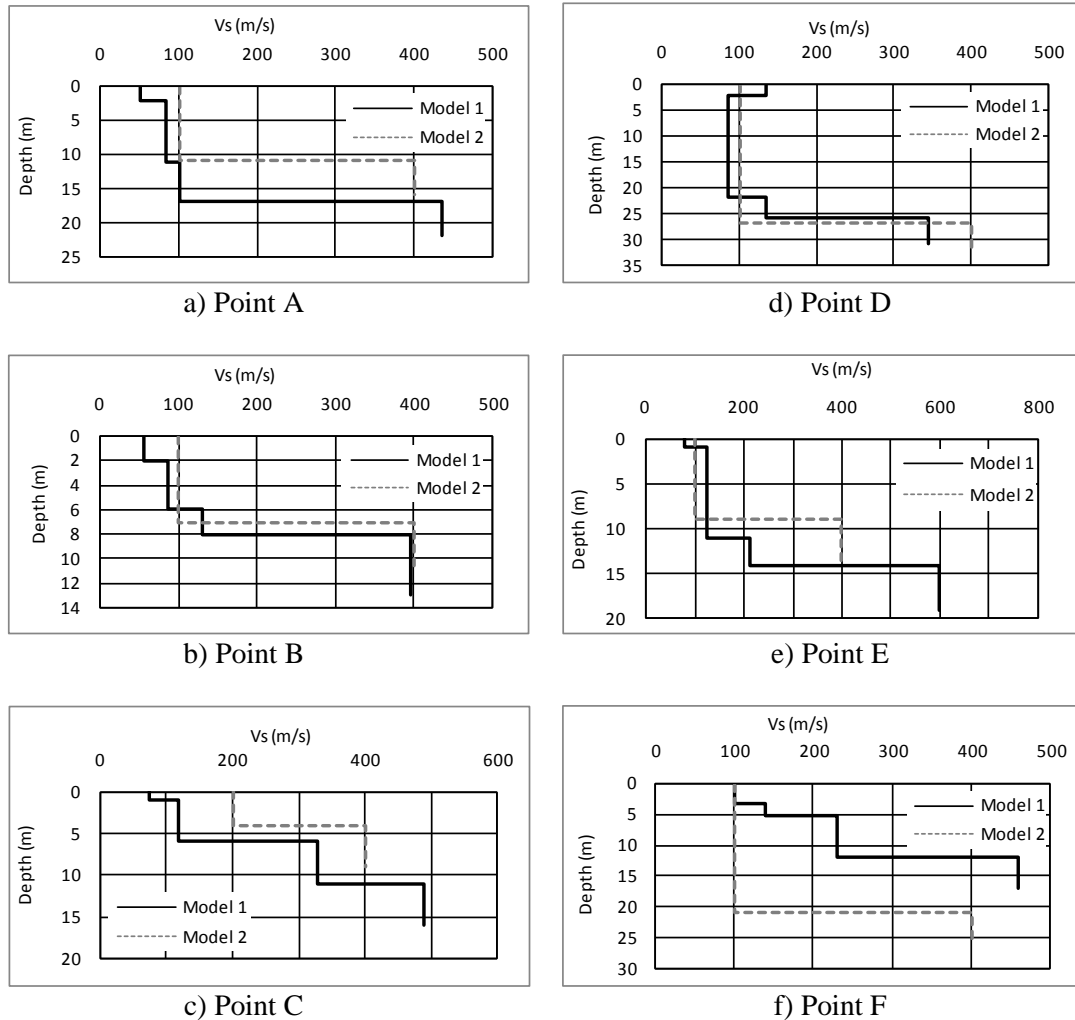 Vs (m/s)
0 100 200 300 400 500
0
5
10
15
20
25
Depth (m)
Model 1
Model 2
a) Point A
Vs (m/s)
0 100 200 300 400 500
0
5
10
15
20
25
30
35
Depth (m)
Model 1
Model 2
d) Point D
Vs (m/s)
0 100 200 300 400 500
0
2
4
6
8
10
12
14
Depth (m)
Model 1
Model 2
b) Point B
Vs (m/s)
0 200 400 600 800
0
5
10
15
20
Depth (m)
Model 1
Model 2
e) Point E
Vs (m/s)
0 200 400 600
0
5
10
15
20
Depth (m)
Model 1
Model 2
c) Point C
Vs (m/s)
0 100 200 300 400 500
0
5
10
15
20
25
30
Depth (m)
Model 1
Model 2
f) Point F